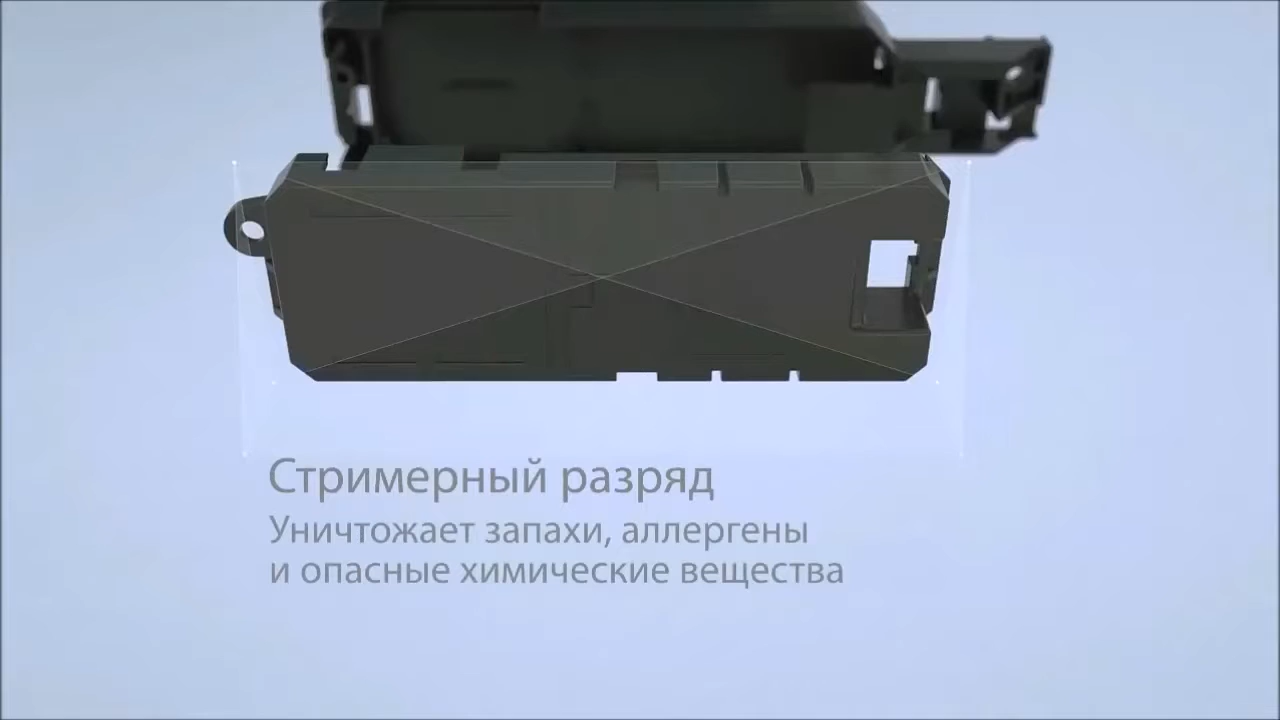 Стримерный разряд
Уничтожает запахи, аллергены
и опасные химические вещества